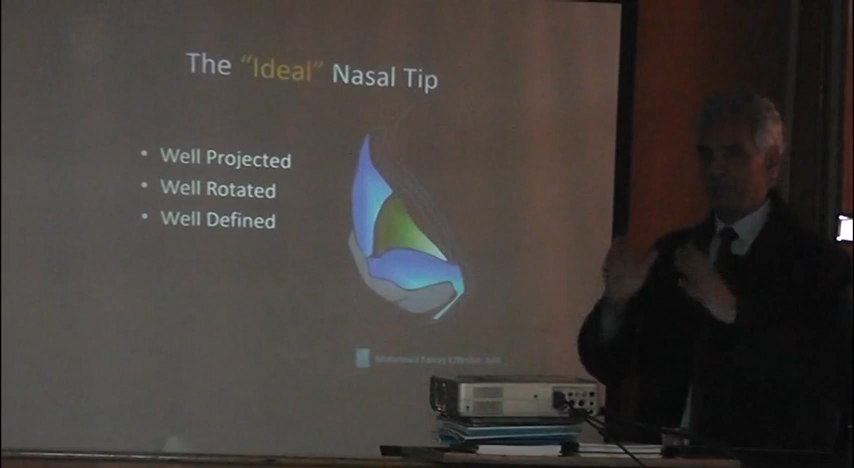 The "Ideal" Nasal Tip
• Well Projected
• Well Rotated
• Well Defined